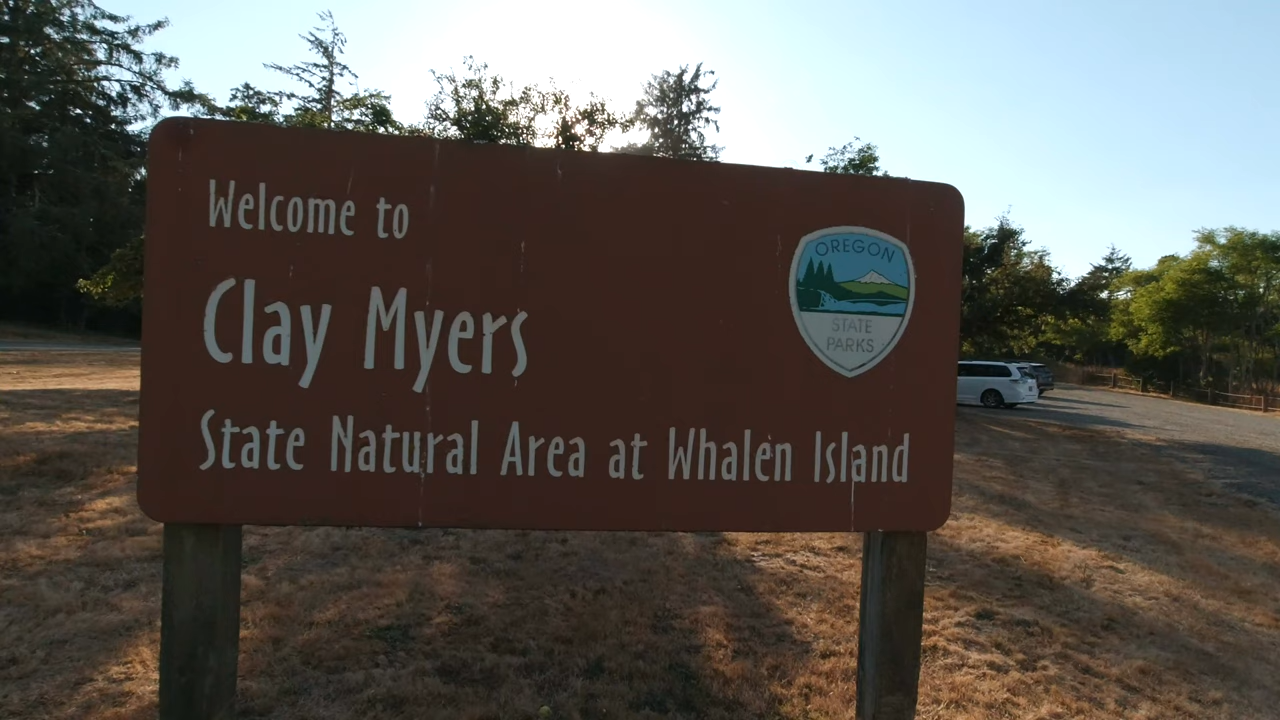 Welcome to
Clay Myers
State Natural Area at Whalen Island
OREGON
STATE
PARKS